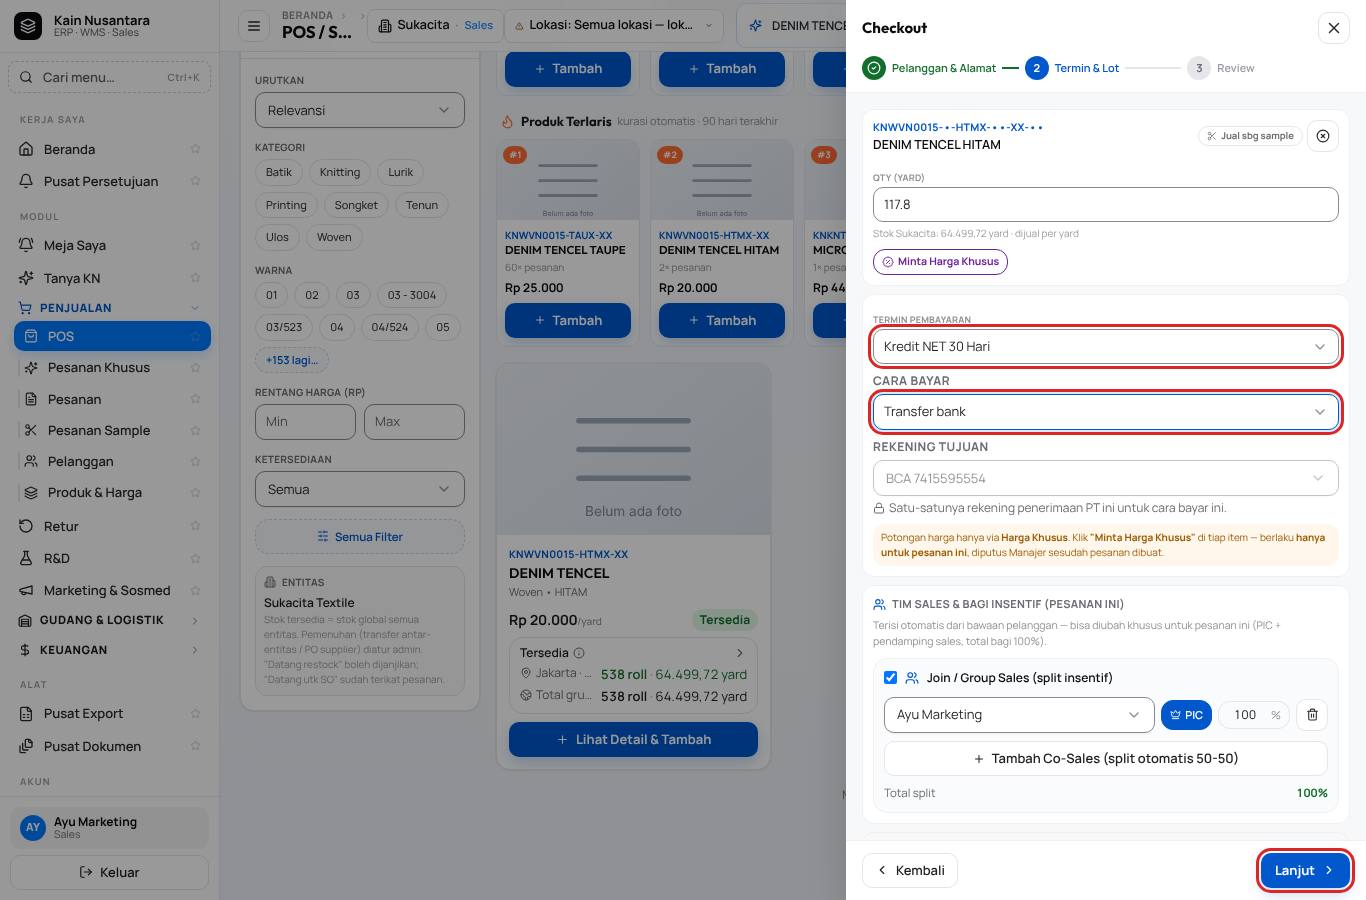 Kain Nusantara
ERP · WMS · Sales
Cari menu... Ctrl+K
KERJA SAYA
Beranda
Pusat Persetujuan
MODUL
Meja Saya
Tanya KN
PENJUALAN
POS
Pesanan Khusus
Pesanan
Pesanan Sample
Pelanggan
Produk & Harga
Retur
R&D
Marketing & Sosmed
GUDANG & LOGISTIK
KEUANGAN
ALAT
Pusat Export
Pusat Dokumen
AKUN
AY
Ayu Marketing
Sales
Keluar
BERANDA
POS / S...
Sukacita · Sales
Lokasi: Semua lokasi — lok...
DENIM TENCE
URUTKAN
Relevansi
KATEGORI
Batik Knitting Lurik
Printing Songket Tenun
Ulos Woven
WARNA
01 02 03 03 - 3004
03/523 04 04/524 05
+153 lagi...
RENTANG HARGA (RP)
Min Max
KETERSEDIAAN
Semua
Semua Filter
ENTITAS
Sukacita Textile
Stok tersedia = stok global semua
entitas. Pemenuhan (transfer antar-
entitas / PO supplier) diatur admin.
"Datang restock" boleh dijanjikan;
"Datang utk SO" sudah terikat pesanan.
+ Tambah + Tambah
Produk Terlaris kurasi otomatis · 90 hari terakhir
#1
Belum ada foto
KNWVN0015-TAUX-XX
DENIM TENCEL TAUPE
60× pesanan
Rp 25.000
+ Tambah
#2
Belum ada foto
KNWVN0015-HTMX-XX
DENIM TENCEL HITAM
2× pesanan
Rp 20.000
+ Tambah
#3
KNKNT
MICRO
1× pesa
Rp 44
Belum ada foto
KNWVN0015-HTMX-XX
DENIM TENCEL
Woven • HITAM
Rp 20.000/yard Tersedia
Tersedia
Jakarta · ... 538 roll · 64.499,72 yard
Total gru... 538 roll · 64.499,72 yard
+ Lihat Detail & Tambah
Checkout
Pelanggan & Alamat 2 Termin & Lot 3 Review
KNWVN0015-••-HTMX-•••-XX-••
DENIM TENCEL HITAM
Jual sbg sample
QTY (YARD)
117.8
Stok Sukacita: 64.499,72 yard · dijual per yard
Minta Harga Khusus
TERMIN PEMBAYARAN
Kredit NET 30 Hari
CARA BAYAR
Transfer bank
REKENING TUJUAN
BCA 7415595554
Satu-satunya rekening penerimaan PT ini untuk cara bayar ini.
Potongan harga hanya via Harga Khusus. Klik "Minta Harga Khusus" di tiap item — berlaku hanya
untuk pesanan ini, diputus Manajer sesudah pesanan dibuat.
TIM SALES & BAGI INSENTIF (PESANAN INI)
Terisi otomatis dari bawaan pelanggan — bisa diubah khusus untuk pesanan ini (PIC +
pendamping sales, total bagi 100%).
Join / Group Sales (split insentif)
Ayu Marketing PIC 100 %
+ Tambah Co-Sales (split otomatis 50-50)
Total split 100%
Kembali Lanjut